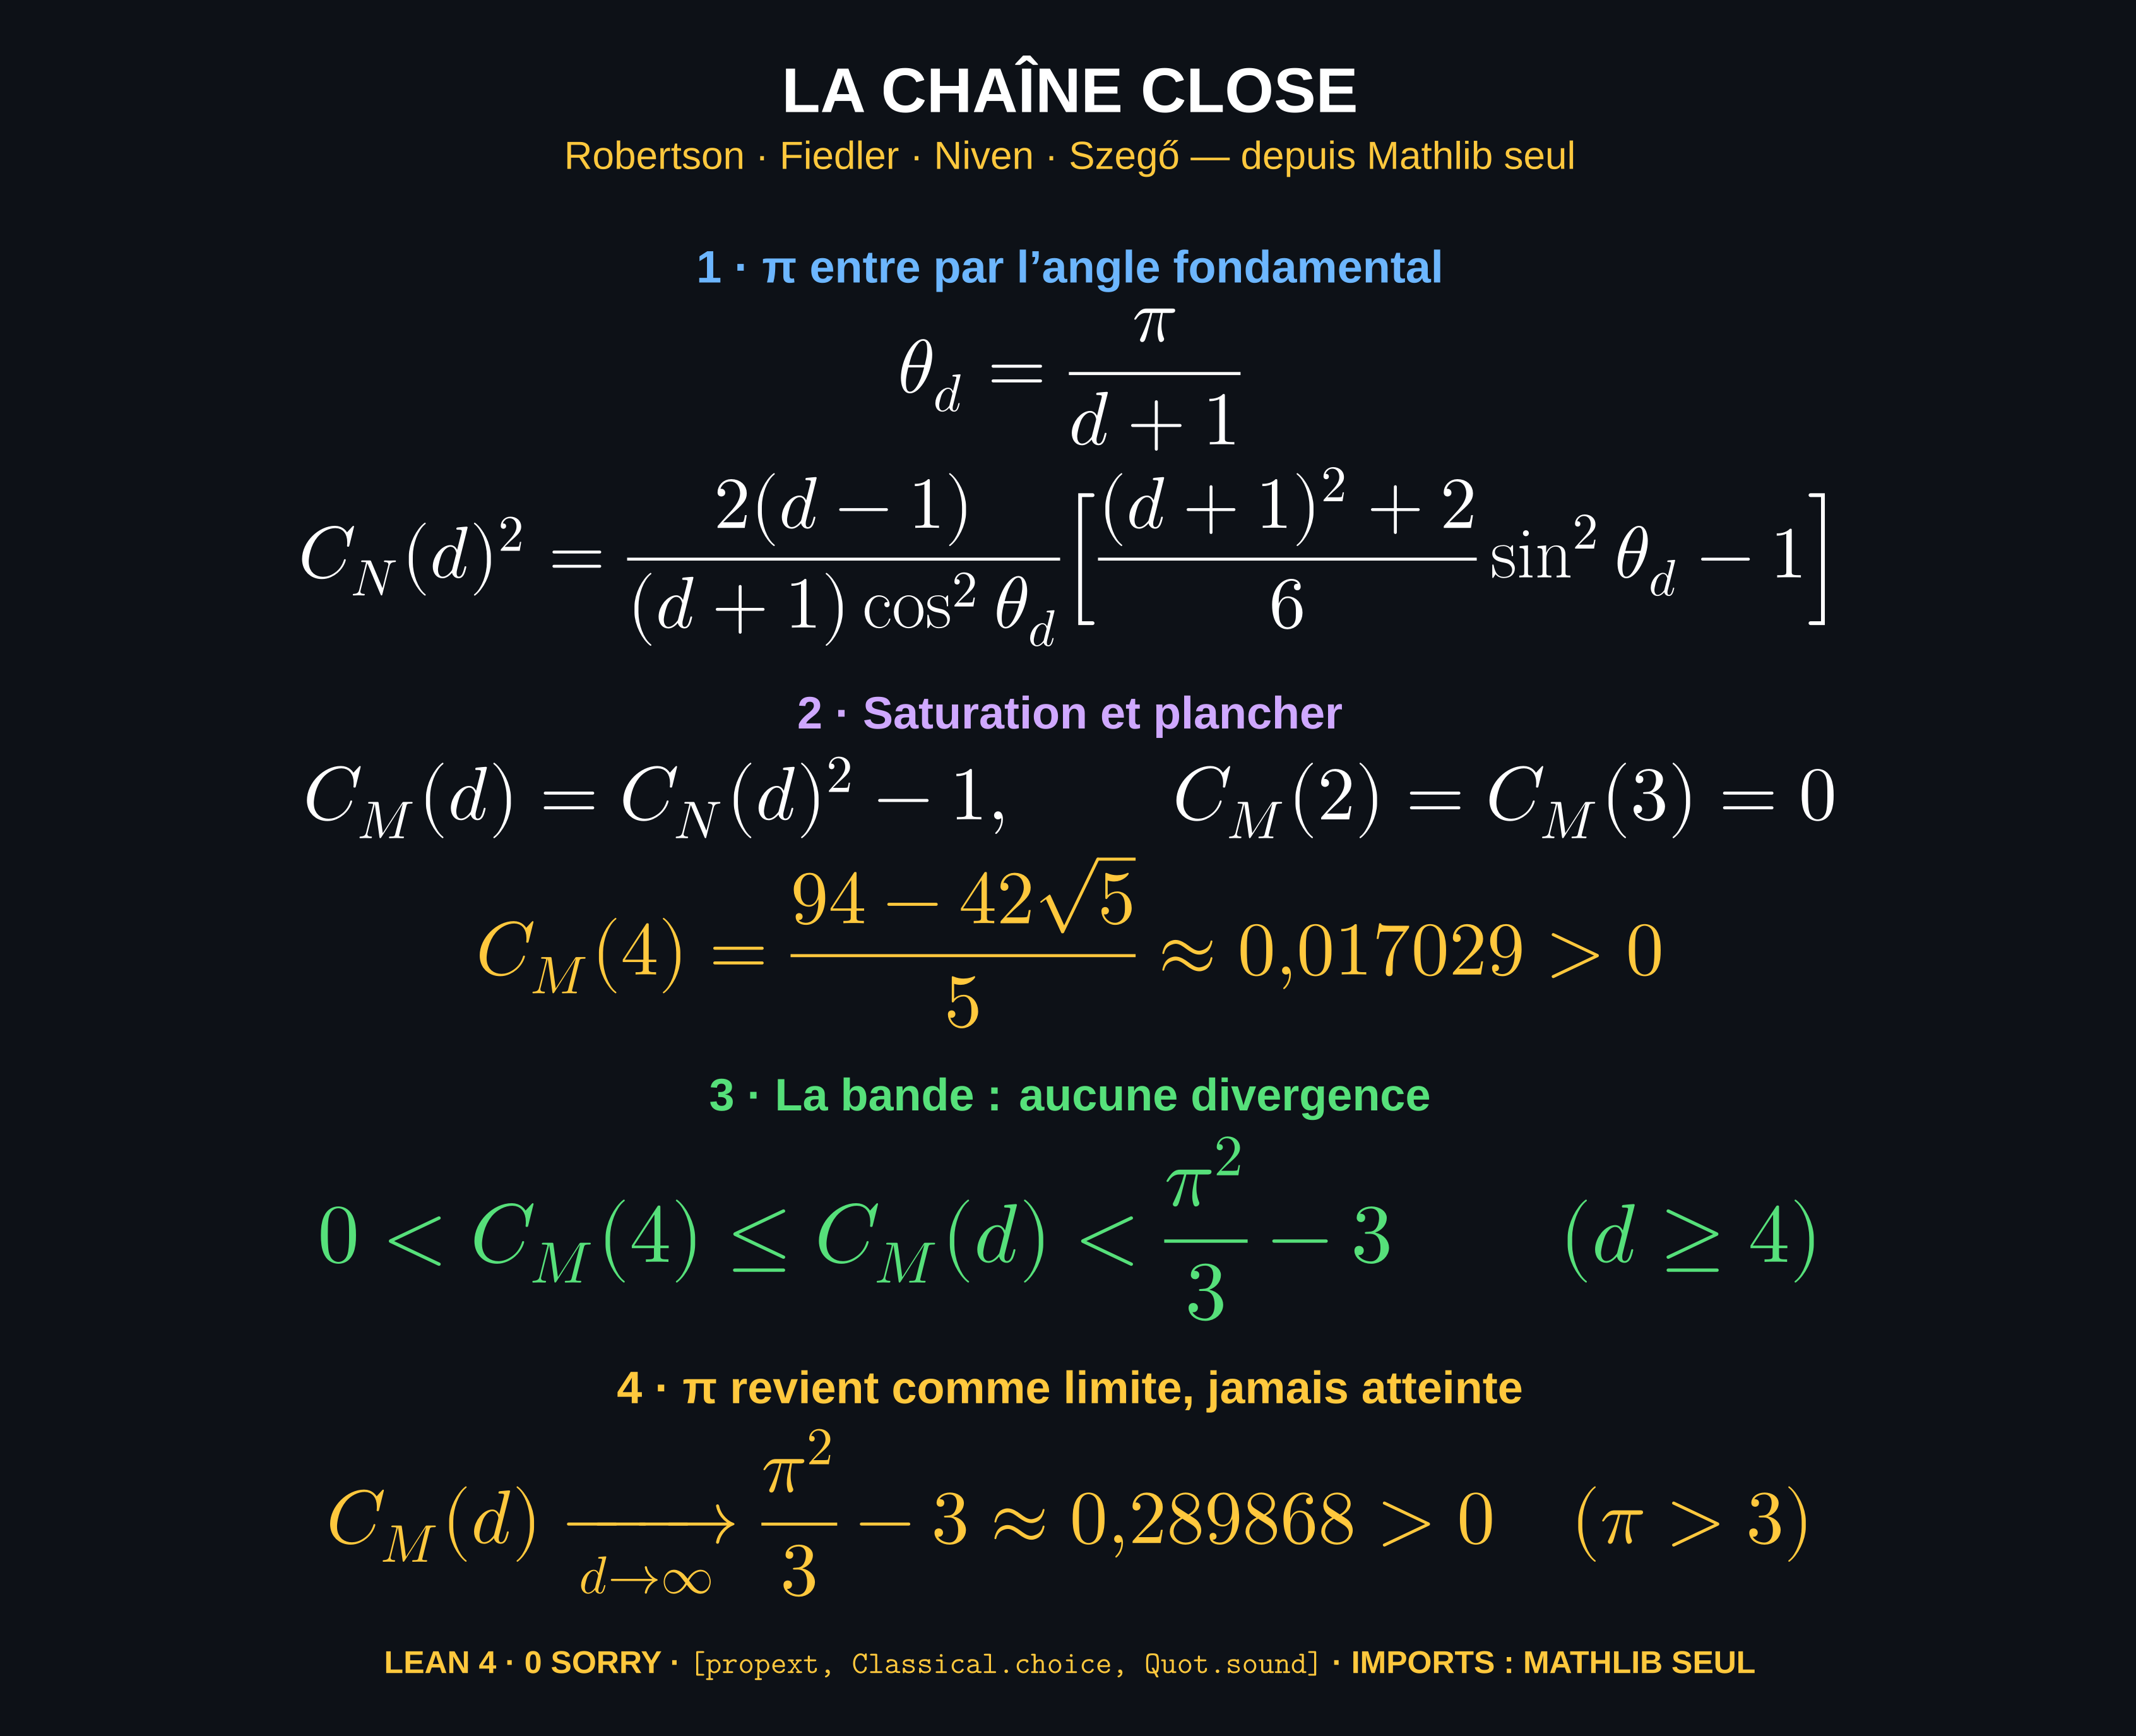 LA CHAÎNE CLOSE
Robertson · Fiedler · Niven · Szegő — depuis Mathlib seul
1 · π entre par l’angle fondamental
θ_d = π / (d + 1)
C_N(d)² = 2(d − 1) / ((d + 1) cos² θ_d) [ ((d + 1)² + 2) / 6 sin² θ_d − 1 ]
2 · Saturation et plancher
C_M(d) = C_N(d)² − 1, C_M(2) = C_M(3) = 0
C_M(4) = (94 − 42√5) / 5 ≈ 0,017029 > 0
3 · La bande : aucune divergence
0 < C_M(4) ≤ C_M(d) < π² / 3 − 3 (d ≥ 4)
4 · π revient comme limite, jamais atteinte
C_M(d) ⟶_{d→∞} π² / 3 − 3 ≈ 0,289868 > 0 (π > 3)
LEAN 4 · 0 SORRY · [propext, Classical.choice, Quot.sound] · IMPORTS : MATHLIB SEUL